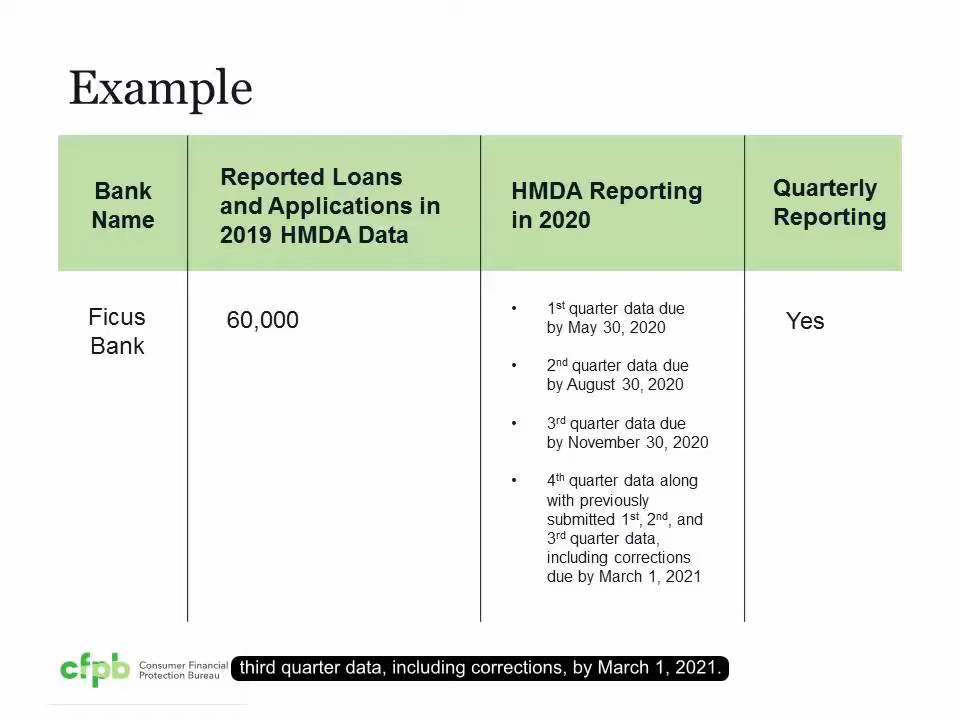 Example
Bank
Name
Reported Loans
and Applications in
2019 HMDA Data
HMDA Reporting
in 2020
Quarterly
Reporting
Ficus
Bank
60,000
• 1st quarter data due
by May 30, 2020
• 2nd quarter data due
by August 30, 2020
• 3rd quarter data due
by November 30, 2020
• 4th quarter data along
with previously
submitted 1st, 2nd, and
3rd quarter data,
including corrections
due by March 1, 2021
Yes
cfpb
Consumer Financial
Protection Bureau
third quarter data, including corrections, by March 1, 2021.